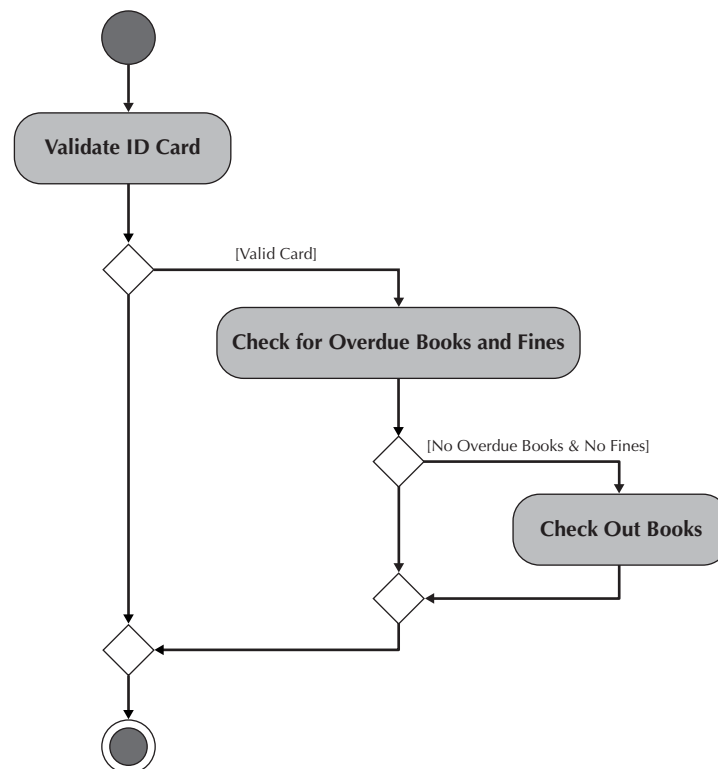 Validate ID Card
[Valid Card]
Check for Overdue Books and Fines
[No Overdue Books & No Fines]
Check Out Books